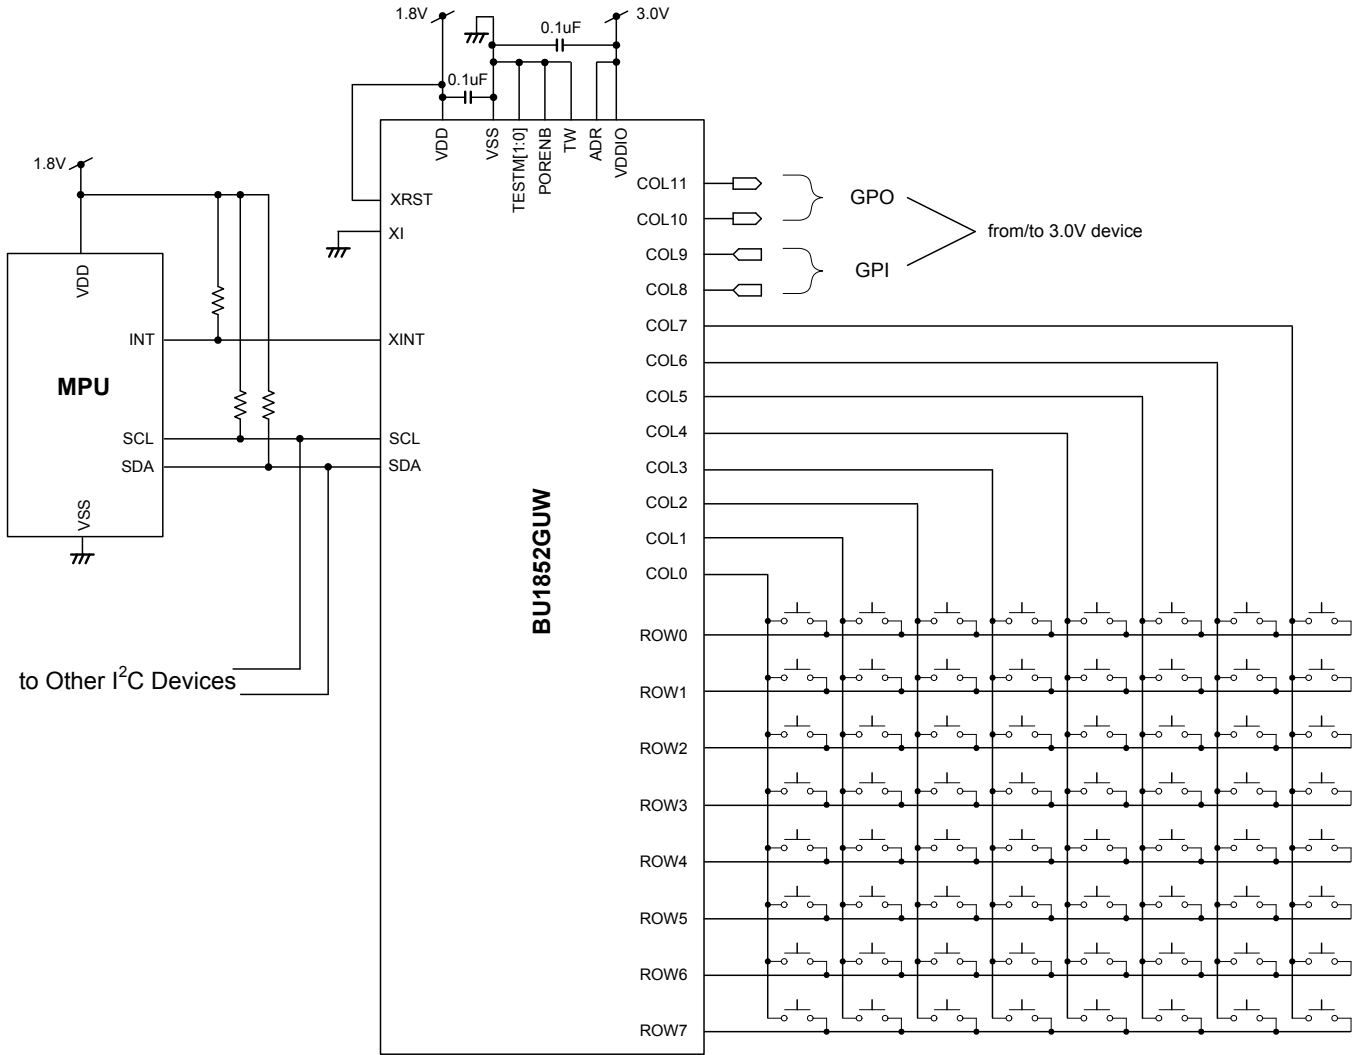 1.8V
3.0V
0.1uF
0.1uF
VDD
VSS
TESTM[1:0]
PORENB
TW
ADR
VDDIO
1.8V
XRST
XI
VDD
INT
XINT
MPU
SCL
SCL
SDA
SDA
VSS
to Other I2C Devices
BU1852GUW
COL11
COL10
GPO
COL9
COL8
GPI
from/to 3.0V device
COL7
COL6
COL5
COL4
COL3
COL2
COL1
COL0
ROW0
ROW1
ROW2
ROW3
ROW4
ROW5
ROW6
ROW7